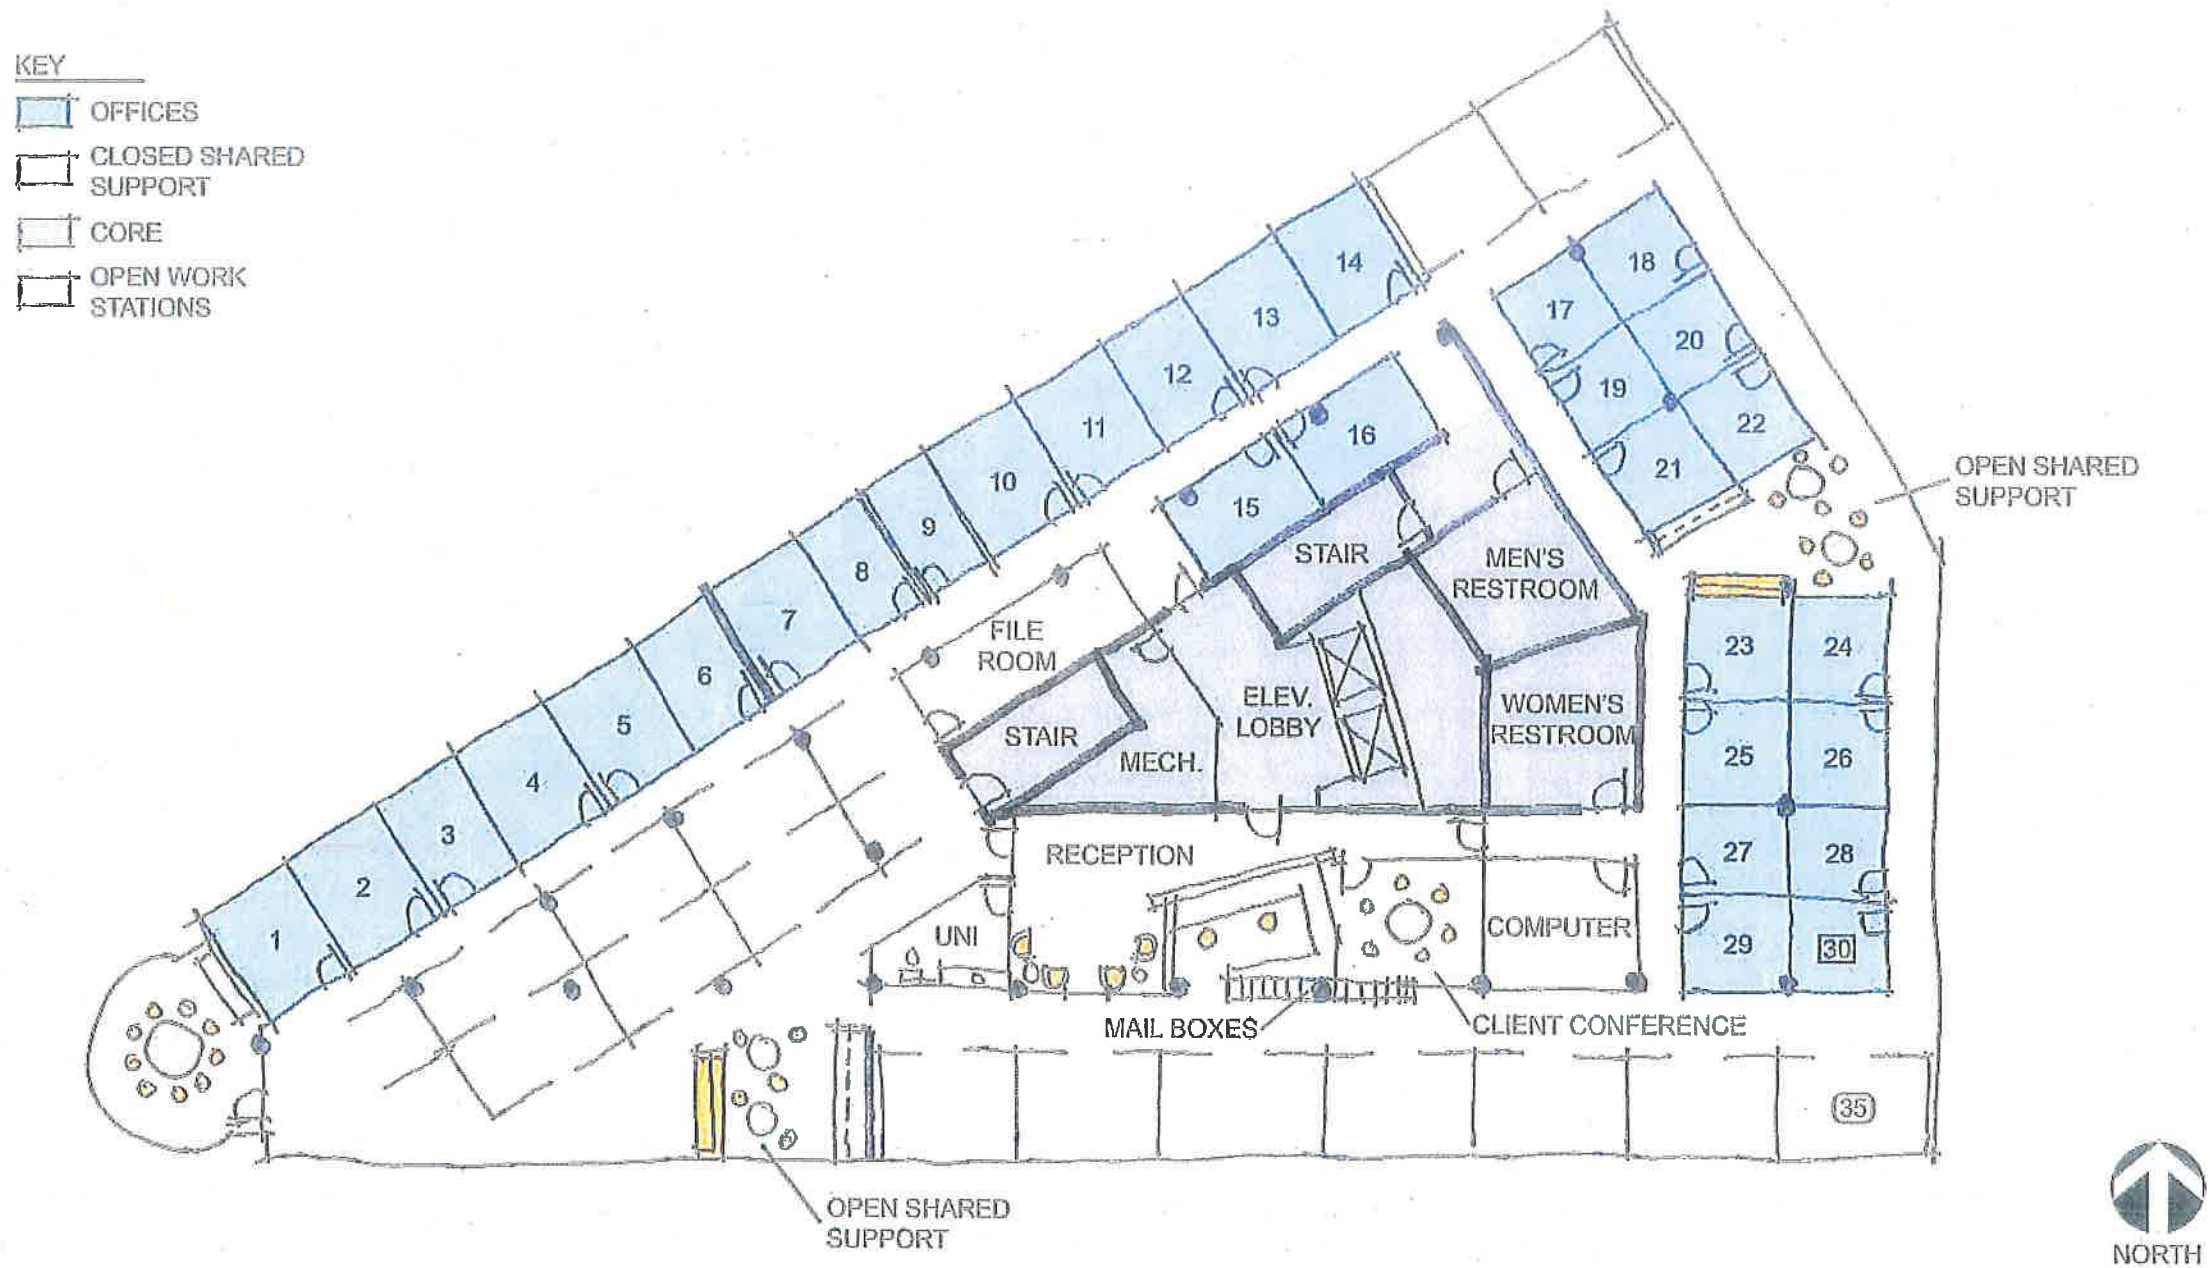 KEY
OFFICES
CLOSED SHARED
SUPPORT
CORE
OPEN WORK
STATIONS
1
2
3
4
5
6
7
8
9
10
11
12
13
14
15
16
17
18
19
20
21
22
OPEN SHARED
SUPPORT
STAIR
MEN'S
RESTROOM
FILE
ROOM
ELEV.
LOBBY
WOMEN'S
RESTROOM
STAIR
MECH.
23
24
25
26
27
28
29
30
RECEPTION
UNI
COMPUTER
MAIL BOXES
CLIENT CONFERENCE
35
OPEN SHARED
SUPPORT
NORTH